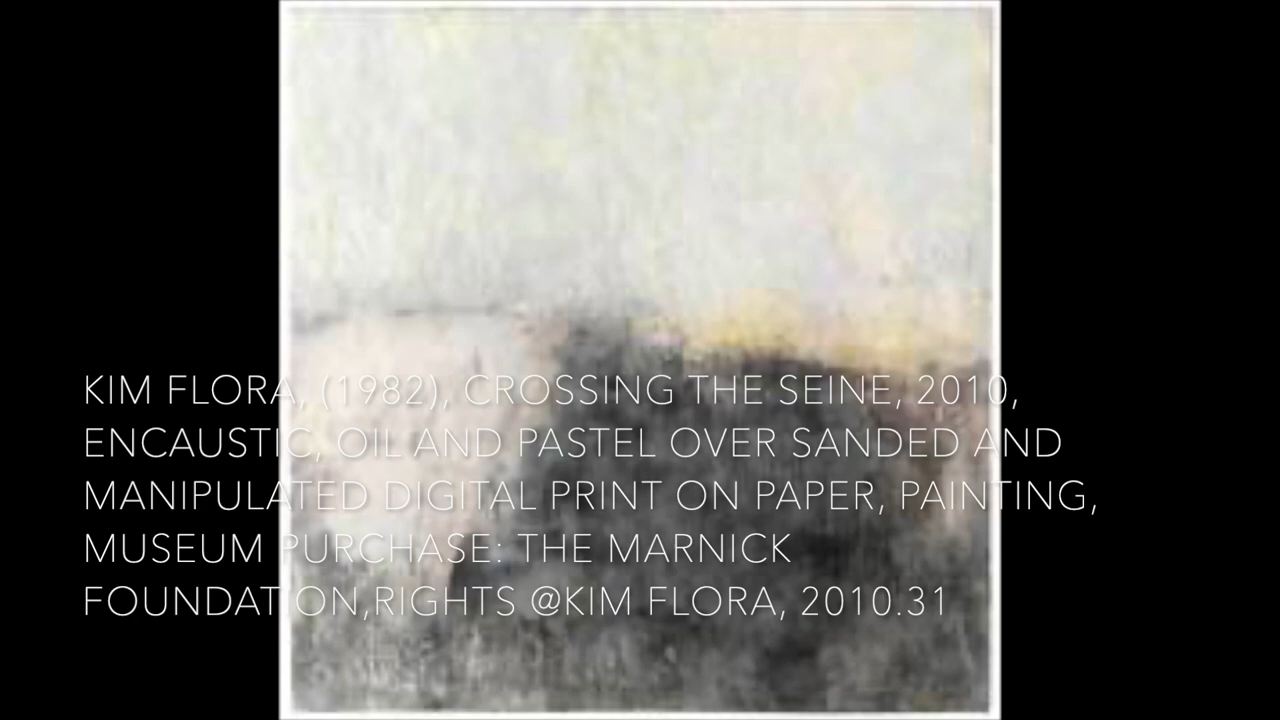 KIM FLORA, (1982), CROSSING THE SEINE, 2010,
ENCAUSTIC, OIL AND PASTEL OVER SANDED AND
MANIPULATED DIGITAL PRINT ON PAPER, PAINTING,
MUSEUM PURCHASE: THE MARNICK
FOUNDATION,RIGHTS @KIM FLORA, 2010.31